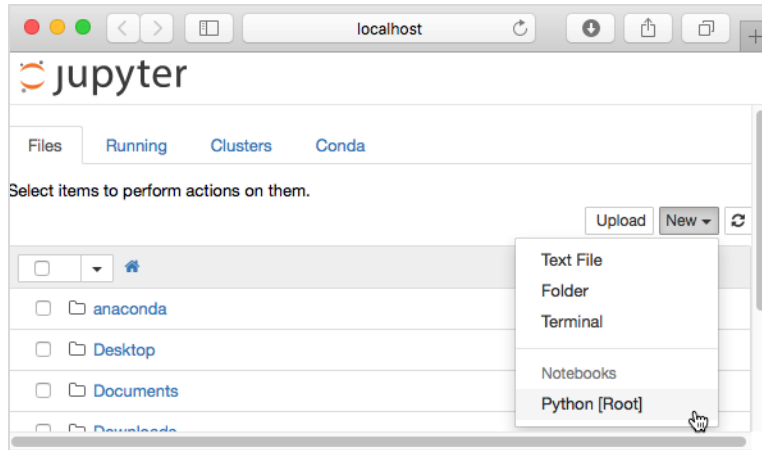 localhost
jupyter
Files Running Clusters Conda
Select items to perform actions on them.
Upload New
Text File
Folder
Terminal
Notebooks
Python [Root]
anaconda
Desktop
Documents
Downloads